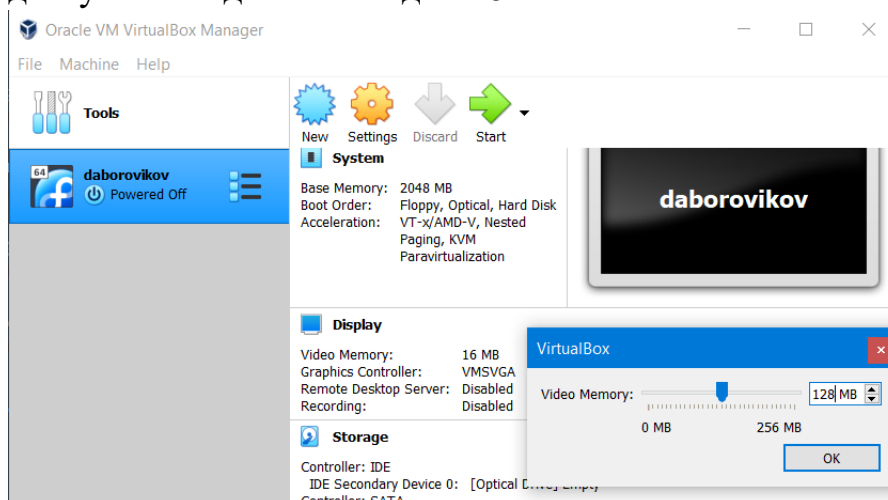 Oracle VM VirtualBox Manager
File Machine Help
Tools
New Settings Discard Start
64
daborovikov
Powered Off
System
Base Memory: 2048 MB
Boot Order: Floppy, Optical, Hard Disk
Acceleration: VT-x/AMD-V, Nested
Paging, KVM
Paravirtualization
daborovikov
Display
Video Memory: 16 MB
Graphics Controller: VMSVGA
Remote Desktop Server: Disabled
Recording: Disabled
VirtualBox
Video Memory: 128 MB
0 MB 256 MB
OK
Storage
Controller: IDE
IDE Secondary Device 0: [Optical Drive] Empty
Controller: SATA